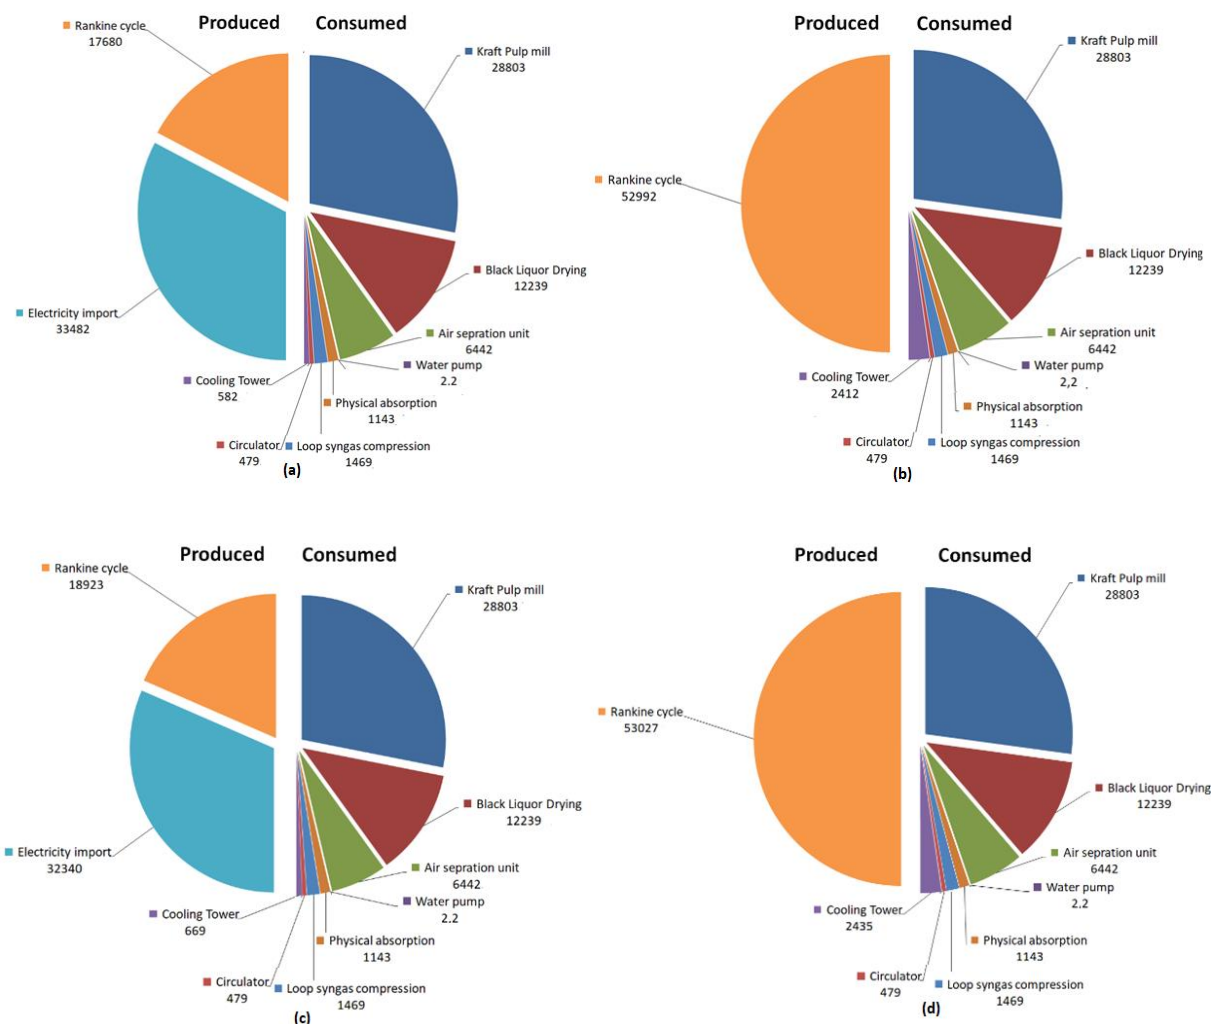 Produced Consumed
Rankine cycle
17680
Kraft Pulp mill
28803
Black Liquor Drying
12239
Electricity import
33482
Air sepration unit
6442
Water pump
2.2
Cooling Tower
582
Physical absorption
1143
Circulator
479
Loop syngas compression
1469
(a)
Produced Consumed
Kraft Pulp mill
28803
Rankine cycle
52992
Black Liquor Drying
12239
Air sepration unit
6442
Water pump
2,2
Cooling Tower
2412
Physical absorption
1143
Circulator
479
Loop syngas compression
1469
(b)
Produced Consumed
Rankine cycle
18923
Kraft Pulp mill
28803
Black Liquor Drying
12239
Electricity import
32340
Air sepration unit
6442
Water pump
2.2
Cooling Tower
669
Physical absorption
1143
Circulator
479
Loop syngas compression
1469
(c)
Produced Consumed
Kraft Pulp mill
28803
Rankine cycle
53027
Black Liquor Drying
12239
Air sepration unit
6442
Water pump
2.2
Cooling Tower
2435
Physical absorption
1143
Circulator
479
Loop syngas compression
1469
(d)